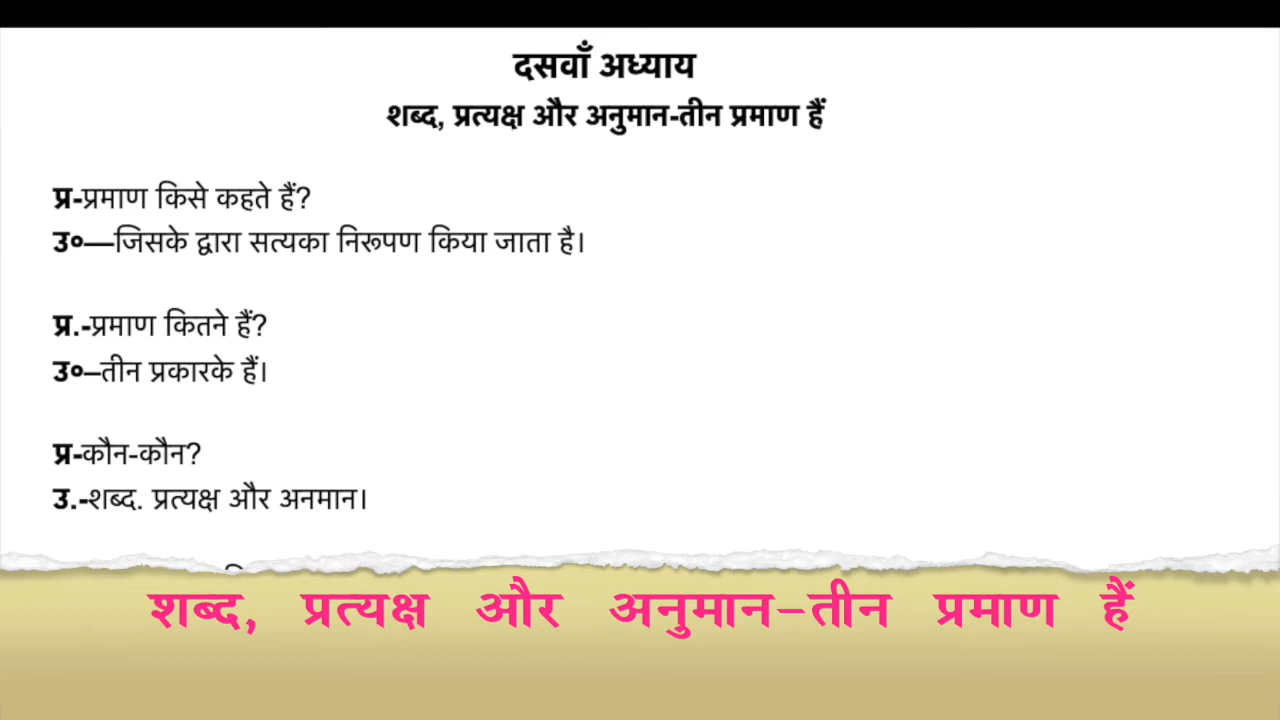 दसवाँ अध्याय
शब्द, प्रत्यक्ष और अनुमान-तीन प्रमाण हैं
प्र-प्रमाण किसे कहते हैं?
उ०—जिसके द्वारा सत्यका निरूपण किया जाता है।
प्र.-प्रमाण कितने हैं?
उ०–तीन प्रकारके हैं।
प्र-कौन-कौन?
उ.-शब्द. प्रत्यक्ष और अनमान।
शब्द, प्रत्यक्ष और अनुमान-तीन प्रमाण हैं